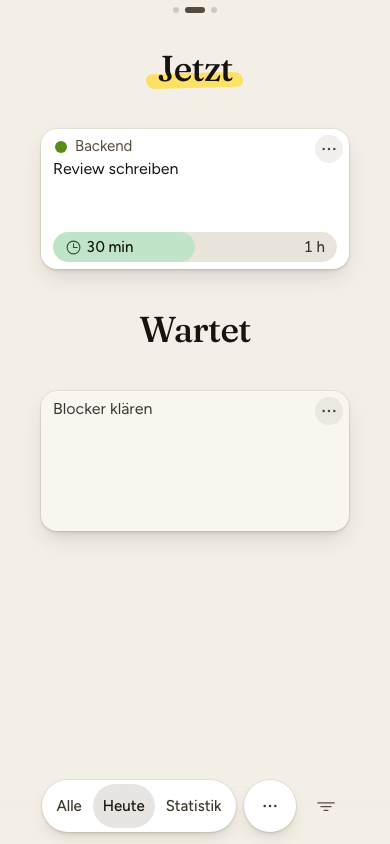 Jetzt
Backend
Review schreiben
30 min
1 h
Wartet
Blocker klären
Alle
Heute
Statistik